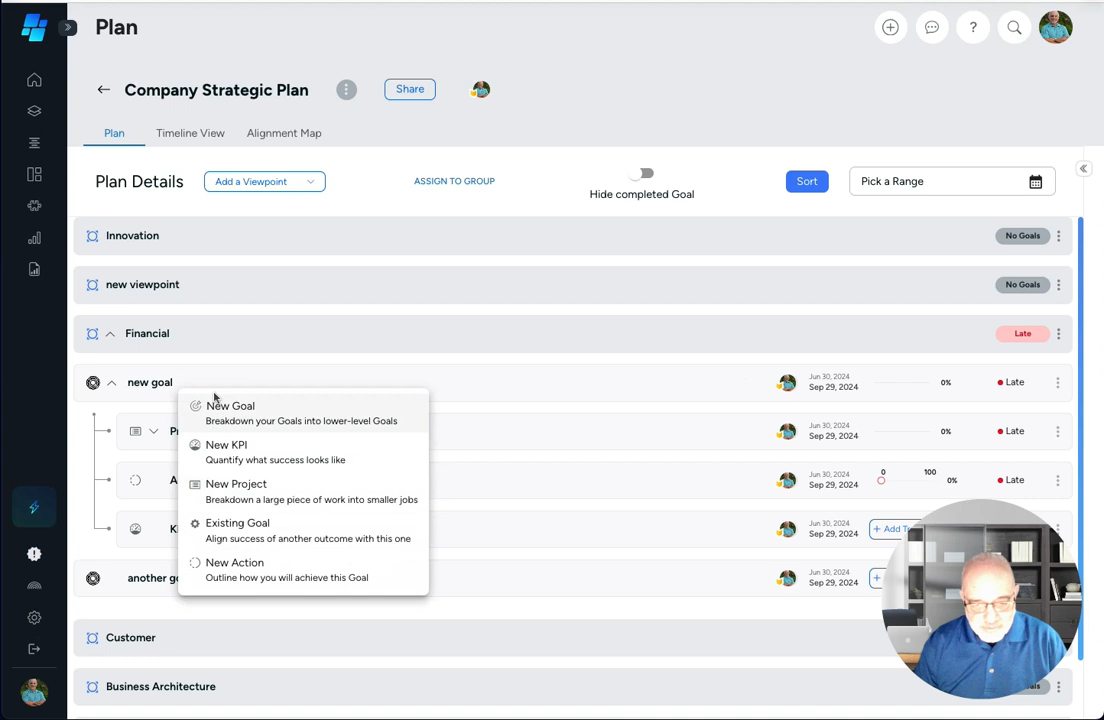 Plan
Company Strategic Plan
Share
Plan
Timeline View
Alignment Map
Plan Details
Add a Viewpoint
ASSIGN TO GROUP
Hide completed Goal
Sort
Pick a Range
Innovation
No Goals
new viewpoint
No Goals
Financial
Late
new goal
Jun 30, 2024
Sep 29, 2024
0%
Late
New Goal
Breakdown your Goals into lower-level Goals
Jun 30, 2024
Sep 29, 2024
0%
Late
New KPI
Quantify what success looks like
Jun 30, 2024
Sep 29, 2024
0
100
0%
Late
New Project
Breakdown a large piece of work into smaller jobs
Existing Goal
Align success of another outcome with this one
Jun 30, 2024
Sep 29, 2024
+ Add
New Action
Outline how you will achieve this Goal
another
Jun 30, 2024
Sep 29, 2024
+
Customer
Business Architecture